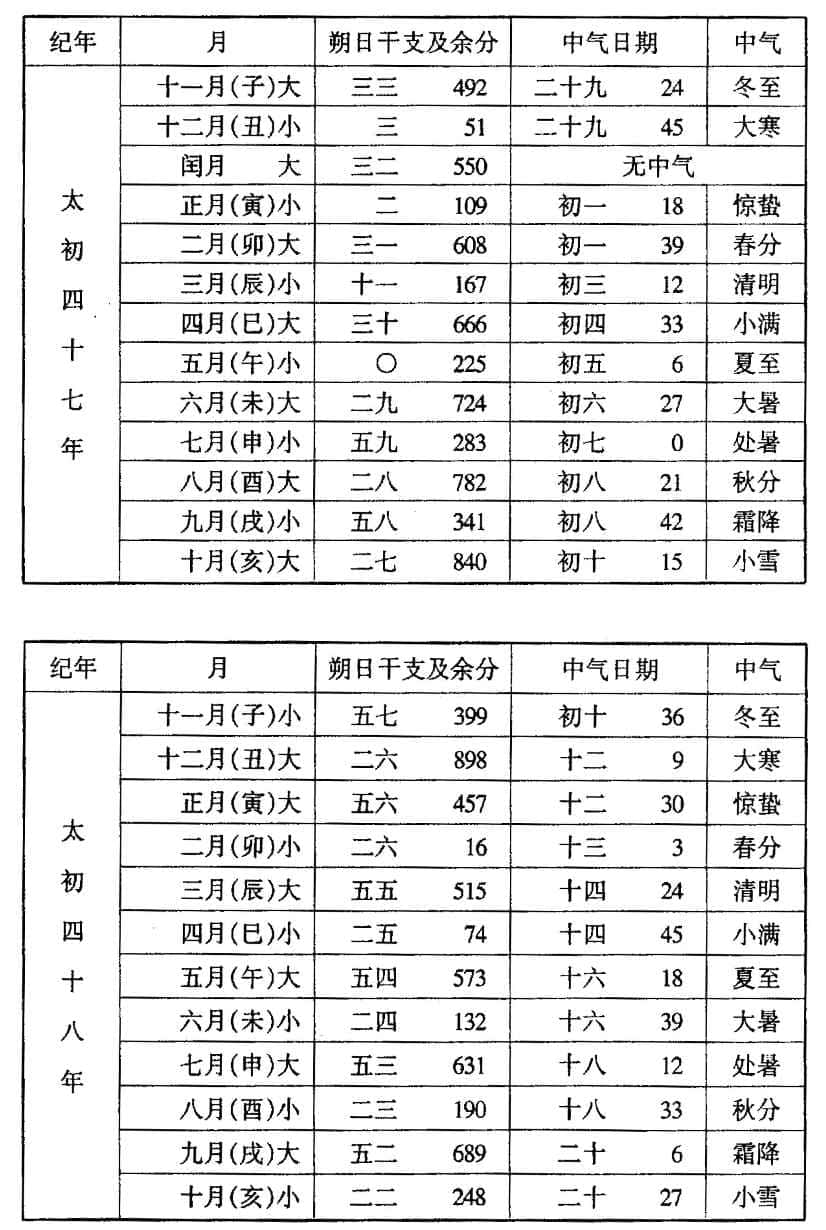 纪年 月 朔日干支及余分 中气日期 中气
太初四十七年
十一月(子)大 三三 492 二十九 24 冬至
十二月(丑)小 三 51 二十九 45 大寒
闰月 大 三二 550 无中气
正月(寅)小 二 109 初一 18 惊蛰
二月(卯)大 三一 608 初一 39 春分
三月(辰)小 十一 167 初三 12 清明
四月(巳)大 三十 666 初四 33 小满
五月(午)小 〇 225 初五 6 夏至
六月(未)大 二九 724 初六 27 大暑
七月(申)小 五九 283 初七 0 处暑
八月(酉)大 二八 782 初八 21 秋分
九月(戌)小 五八 341 初八 42 霜降
十月(亥)大 二七 840 初十 15 小雪
纪年 月 朔日干支及余分 中气日期 中气
太初四十八年
十一月(子)小 五七 399 初十 36 冬至
十二月(丑)大 二六 898 十二 9 大寒
正月(寅)大 五六 457 十二 30 惊蛰
二月(卯)小 二六 16 十三 3 春分
三月(辰)大 五五 515 十四 24 清明
四月(巳)小 二五 74 十四 45 小满
五月(午)大 五四 573 十六 18 夏至
六月(未)小 二四 132 十六 39 大暑
七月(申)大 五三 631 十八 12 处暑
八月(酉)小 二三 190 十八 33 秋分
九月(戌)大 五二 689 二十 6 霜降
十月(亥)小 二二 248 二十 27 小雪